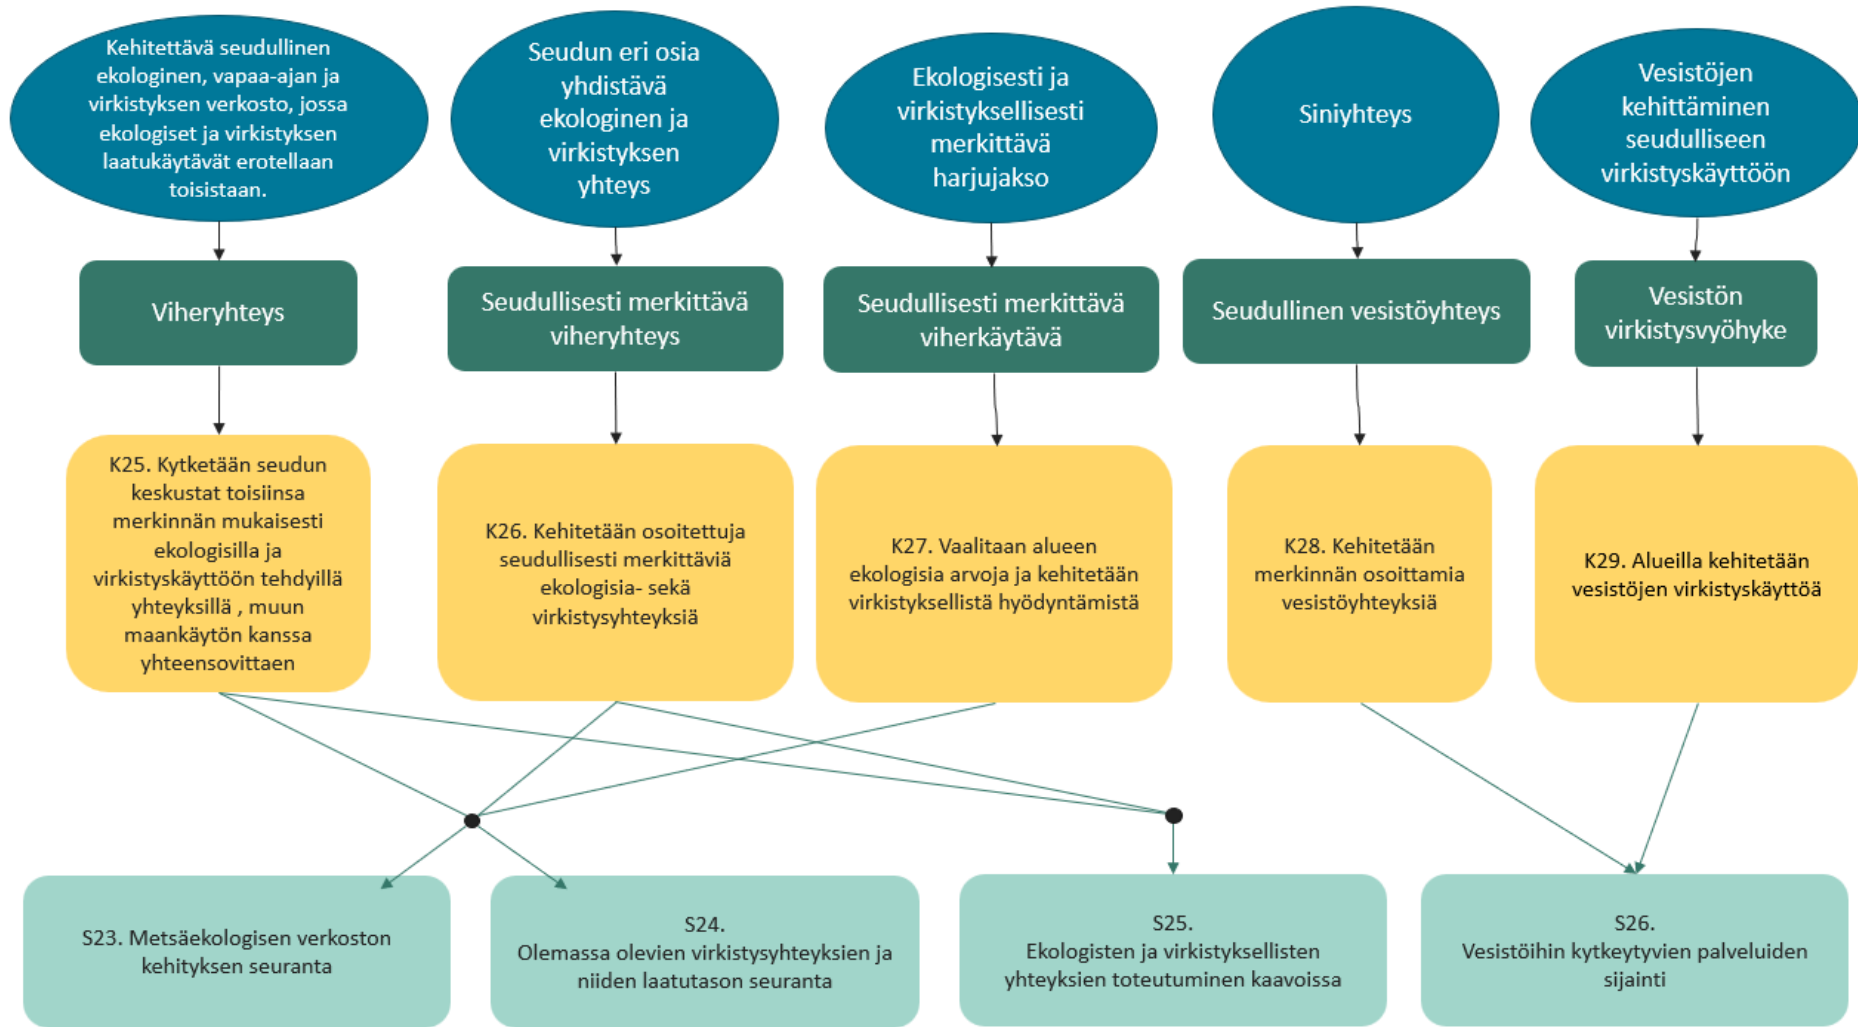 Kehitettävä seudullinen
ekologinen, vapaa-ajan ja
virkistyksen verkosto, jossa
ekologiset ja virkistyksen
laatukäytävät erotellaan
toisistaan.
Seudun eri osia
yhdistävä
ekologinen ja
virkistyksen
yhteys
Ekologisesti ja
virkistyksellisesti
merkittävä
harjujakso
Siniyhteys
Vesistöjen
kehittäminen
seudulliseen
virkistyskäyttöön
Viheryhteys
Seudullisesti merkittävä
viheryhteys
Seudullisesti merkittävä
viherkäytävä
Seudullinen vesistöyhteys
Vesistön
virkistysvyöhyke
K25. Kytketään seudun
keskustat toisiinsa
merkinnän mukaisesti
ekologisilla ja
virkistyskäyttöön tehdyillä
yhteyksillä , muun
maankäytön kanssa
yhteensovittaen
K26. Kehitetään osoitettuja
seudullisesti merkittäviä
ekologisia- sekä
virkistysyhteyksiä
K27. Vaalitaan alueen
ekologisia arvoja ja kehitetään
virkistyksellistä hyödyntämistä
K28. Kehitetään
merkinnän osoittamia
vesistöyhteyksiä
K29. Alueilla kehitetään
vesistöjen virkistyskäyttöä
S23. Metsäekologisen verkoston
kehityksen seuranta
S24.
Olemassa olevien virkistysyhteyksien ja
niiden laatutason seuranta
S25.
Ekologisten ja virkistyksellisten
yhteyksien toteutuminen kaavoissa
S26.
Vesistöihin kytkeytyvien palveluiden
sijainti